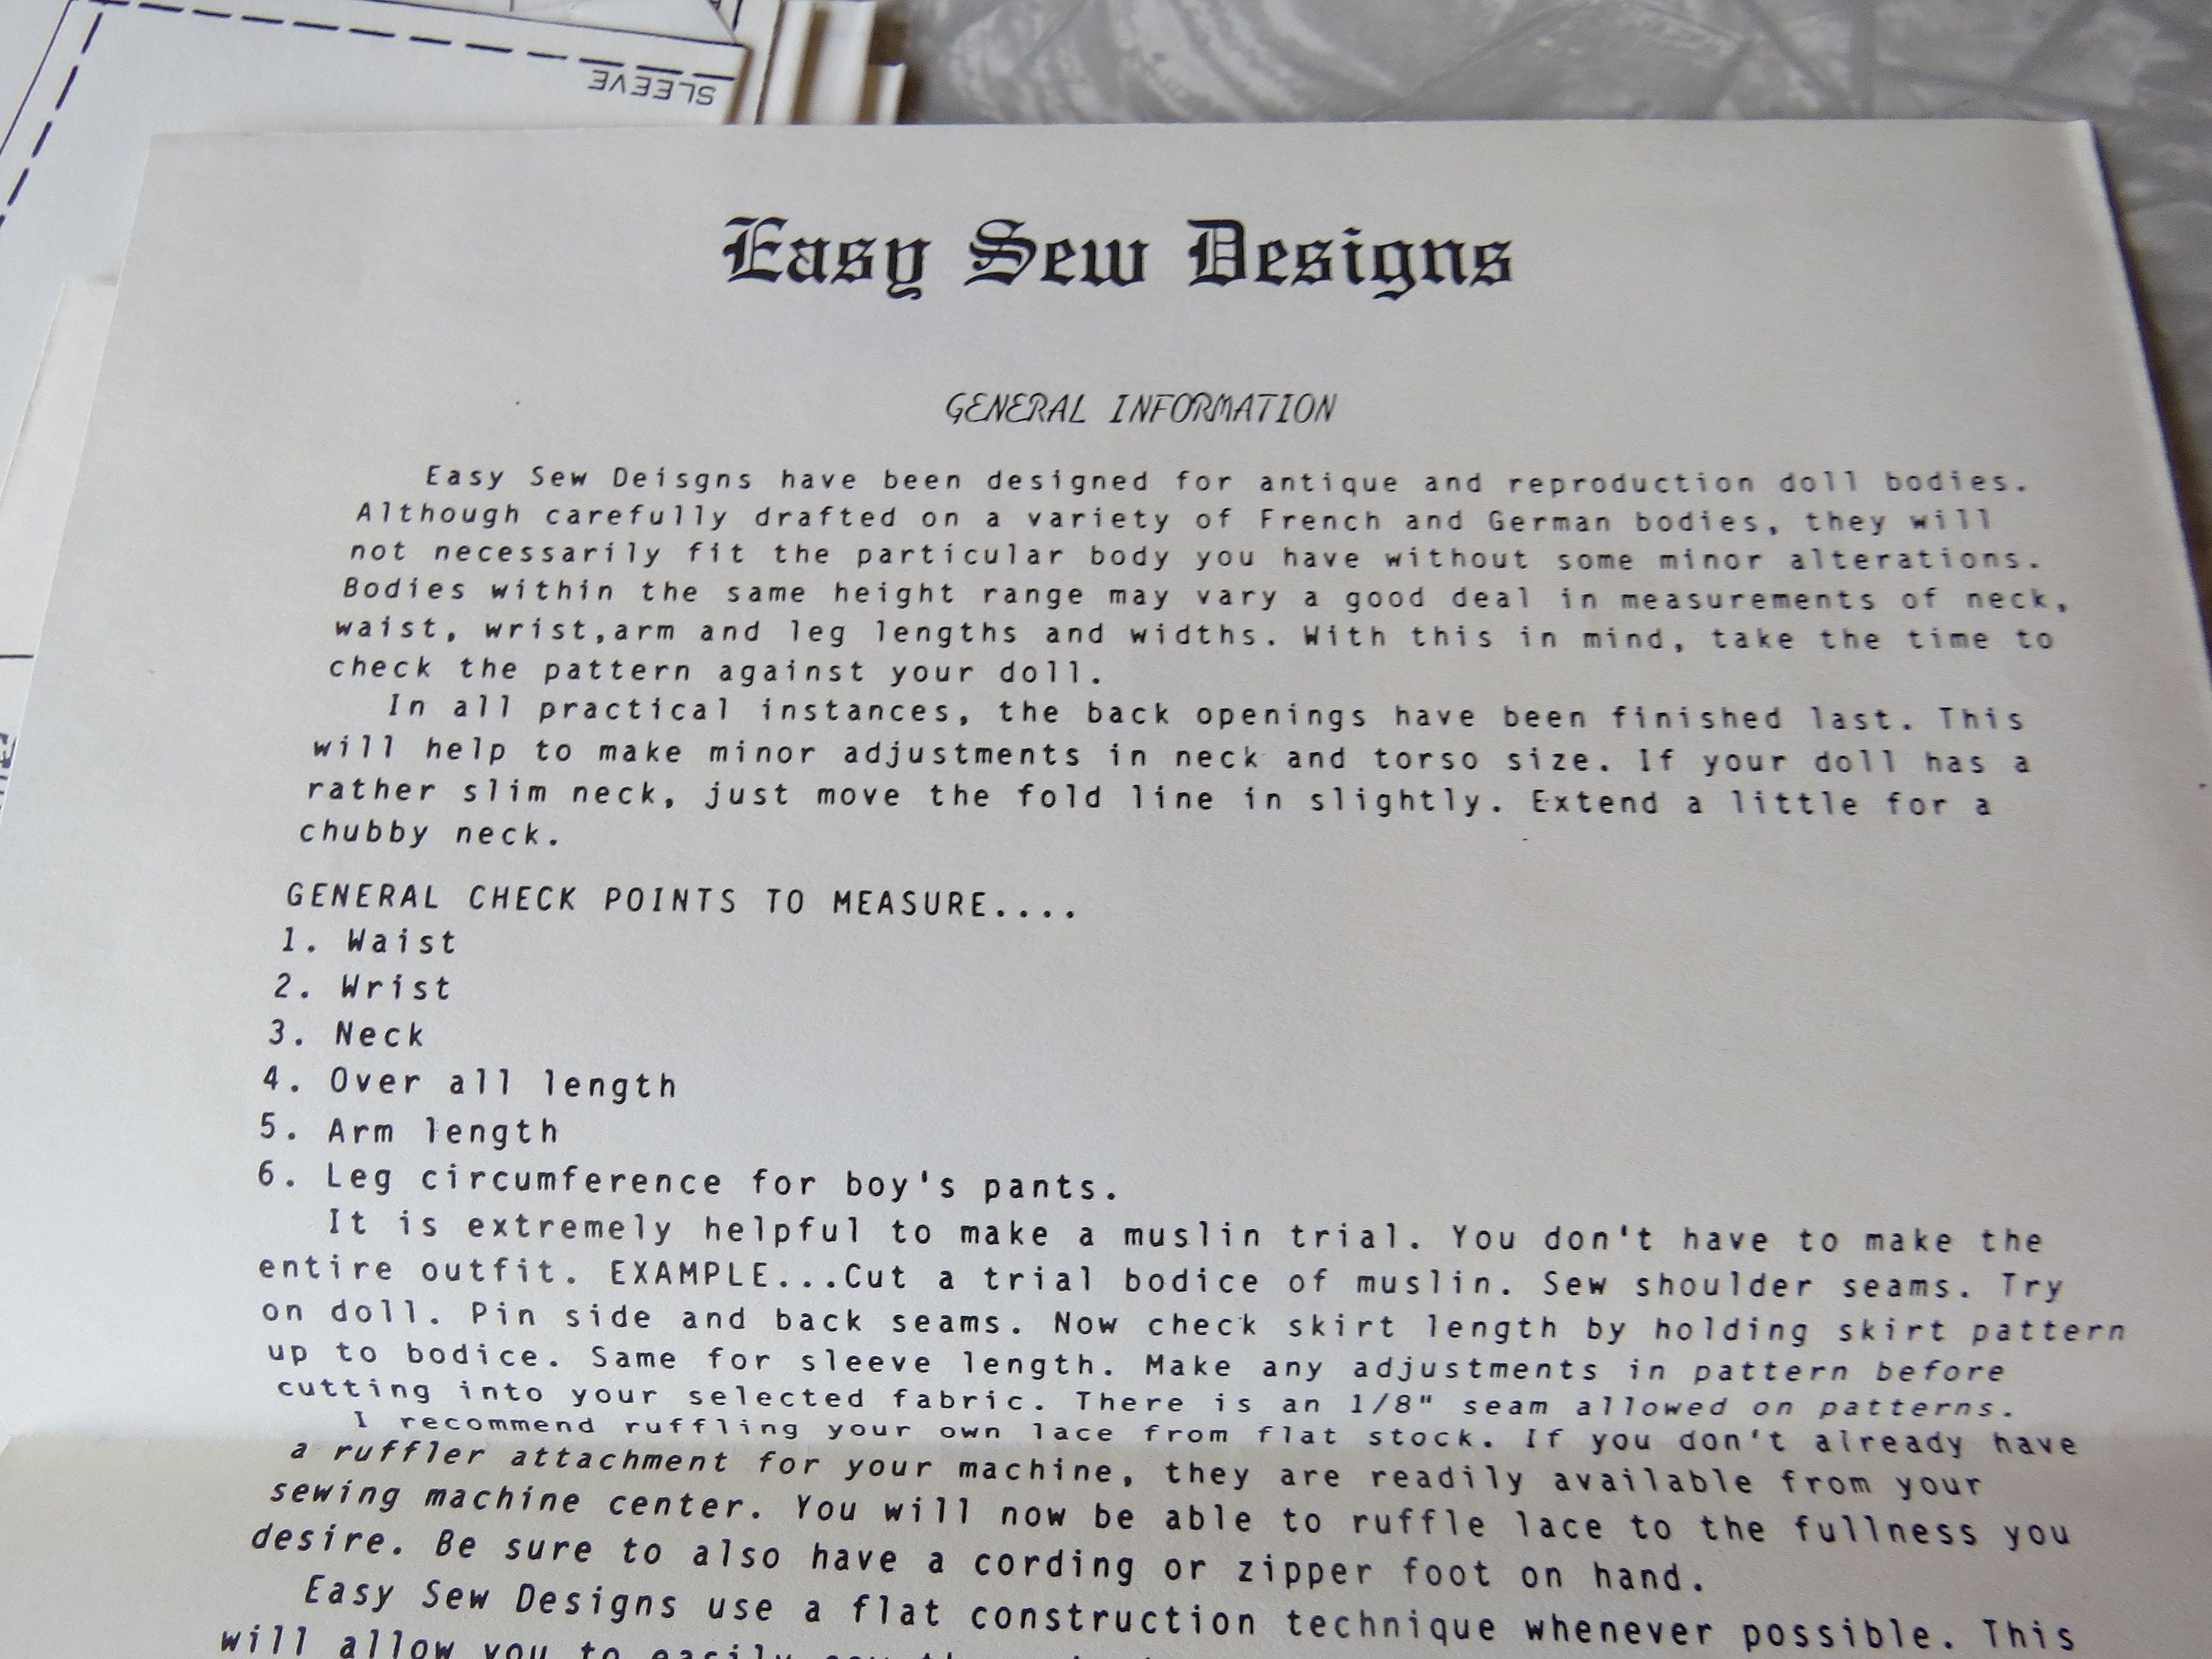 SLEEVE
Easy Sew Designs
GENERAL INFORMATION
Easy Sew Deisgns have been designed for antique and reproduction doll bodies.
Although carefully drafted on a variety of French and German bodies, they will
not necessarily fit the particular body you have without some minor alterations.
Bodies within the same height range may vary a good deal in measurements of neck,
waist, wrist,arm and leg lengths and widths. With this in mind, take the time to
check the pattern against your doll.
In all practical instances, the back openings have been finished last. This
will help to make minor adjustments in neck and torso size. If your doll has a
rather slim neck, just move the fold line in slightly. Extend a little for a
chubby neck.
GENERAL CHECK POINTS TO MEASURE....
1. Waist
2. Wrist
3. Neck
4. Over all length
5. Arm length
6. Leg circumference for boy's pants.
It is extremely helpful to make a muslin trial. You don't have to make the
entire outfit. EXAMPLE...Cut a trial bodice of muslin. Sew shoulder seams. Try
on doll. Pin side and back seams. Now check skirt length by holding skirt pattern
up to bodice. Same for sleeve length. Make any adjustments in pattern before
cutting into your selected fabric. There is an 1/8" seam allowed on patterns.
I recommend ruffling your own lace from flat stock. If you don't already have
a ruffler attachment for your machine, they are readily available from your
sewing machine center. You will now be able to ruffle lace to the fullness you
desire. Be sure to also have a cording or zipper foot on hand.
Easy Sew Designs use a flat construction technique whenever possible. This
will allow you to easily sew